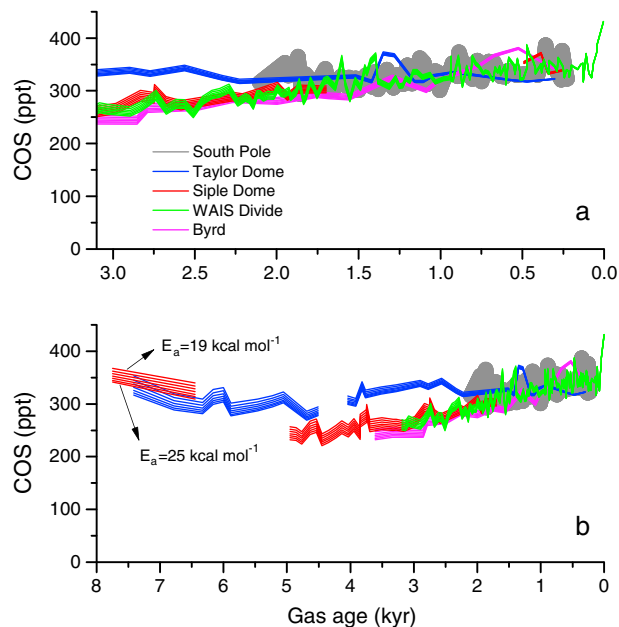 400
300
200
100
0
COS (ppt)
South Pole
Taylor Dome
Siple Dome
WAIS Divide
Byrd
a
3.0 2.5 2.0 1.5 1.0 0.5 0.0
400
300
200
100
0
COS (ppt)
Eₐ=19 kcal mol⁻¹
Eₐ=25 kcal mol⁻¹
b
8 7 6 5 4 3 2 1 0
Gas age (kyr)